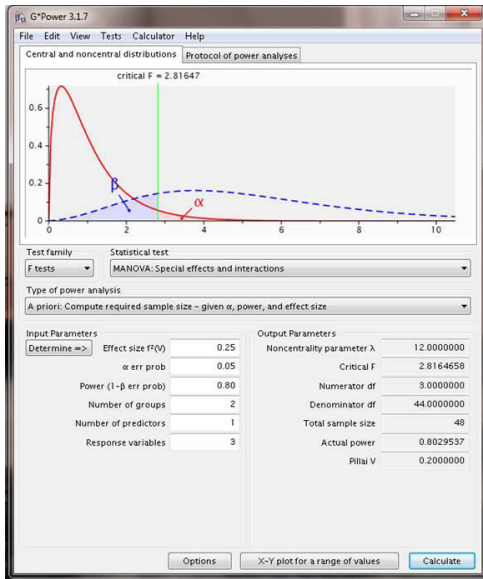 G*Power 3.1.7
File Edit View Tests Calculator Help
Central and noncentral distributions Protocol of power analyses
critical F = 2.81647
0.6
0.4
0.2
0
β
α
0 2 4 6 8 10
Test family Statistical test
F tests MANOVA: Special effects and interactions
Type of power analysis
A priori: Compute required sample size – given α, power, and effect size
Input Parameters Output Parameters
Determine => Effect size f²(V) 0.25 Noncentrality parameter λ 12.0000000
α err prob 0.05 Critical F 2.8164658
Power (1-β err prob) 0.80 Numerator df 3.0000000
Number of groups 2 Denominator df 44.0000000
Number of predictors 1 Total sample size 48
Response variables 3 Actual power 0.8029537
Pillai V 0.2000000
Options X-Y plot for a range of values Calculate